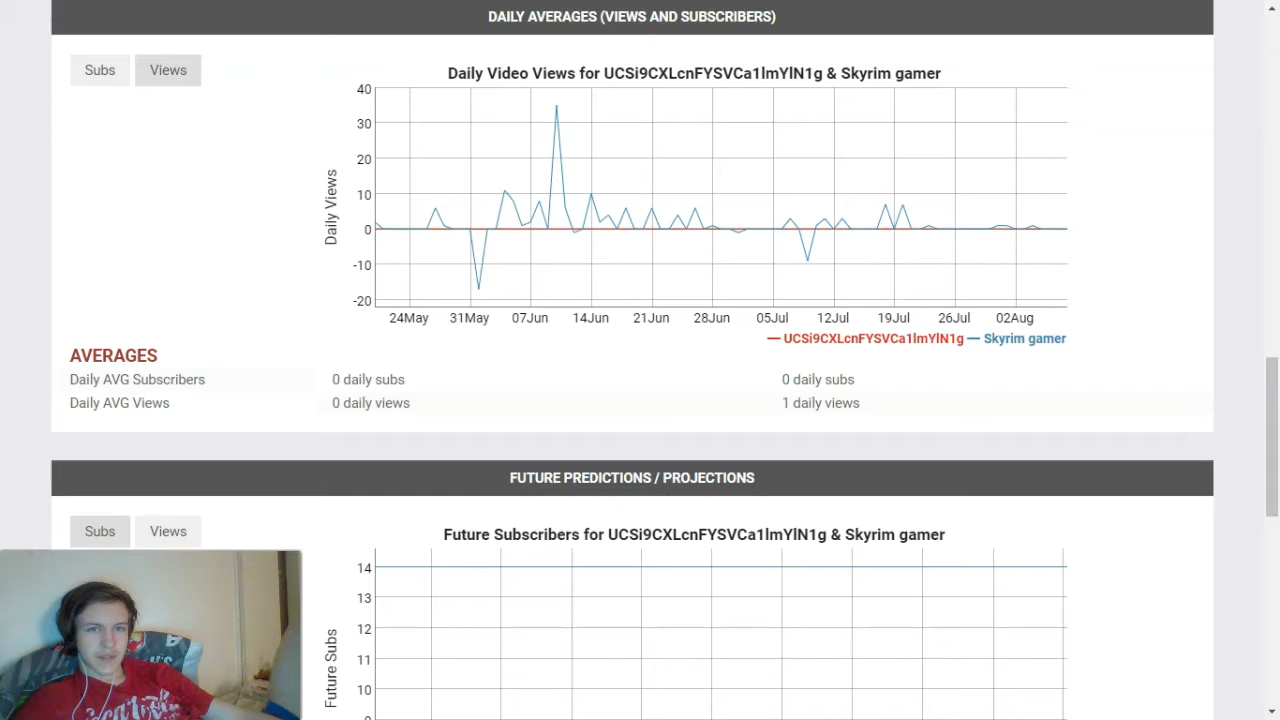 DAILY AVERAGES (VIEWS AND SUBSCRIBERS)
Subs
Views
Daily Video Views for UCSi9CXLcnFYSVCa1lmYlN1g & Skyrim gamer
40
30
20
10
0
-10
-20
Daily Views
24May 31May 07Jun 14Jun 21Jun 28Jun 05Jul 12Jul 19Jul 26Jul 02Aug
UCSi9CXLcnFYSVCa1lmYlN1g Skyrim gamer
AVERAGES
Daily AVG Subscribers 0 daily subs 0 daily subs
Daily AVG Views 0 daily views 1 daily views
FUTURE PREDICTIONS / PROJECTIONS
Subs
Views
Future Subscribers for UCSi9CXLcnFYSVCa1lmYlN1g & Skyrim gamer
14
13
12
11
10
Future Subs